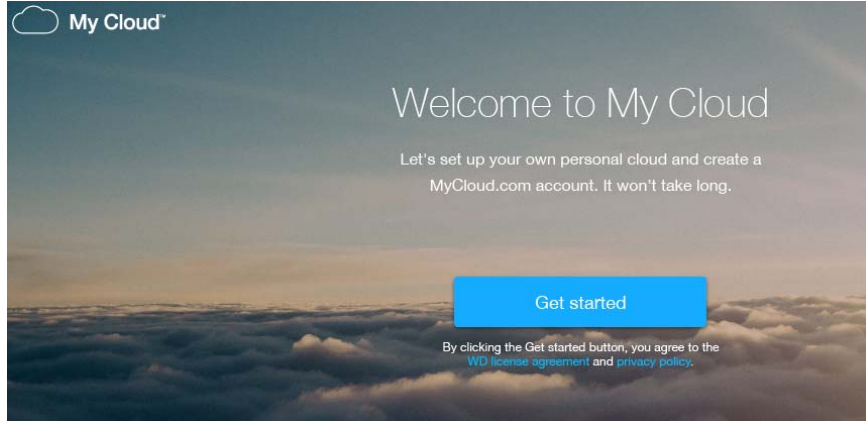 My Cloud™
Welcome to My Cloud
Let's set up your own personal cloud and create a
MyCloud.com account. It won't take long.
Get started
By clicking the Get started button, you agree to the
WD license agreement and privacy policy.